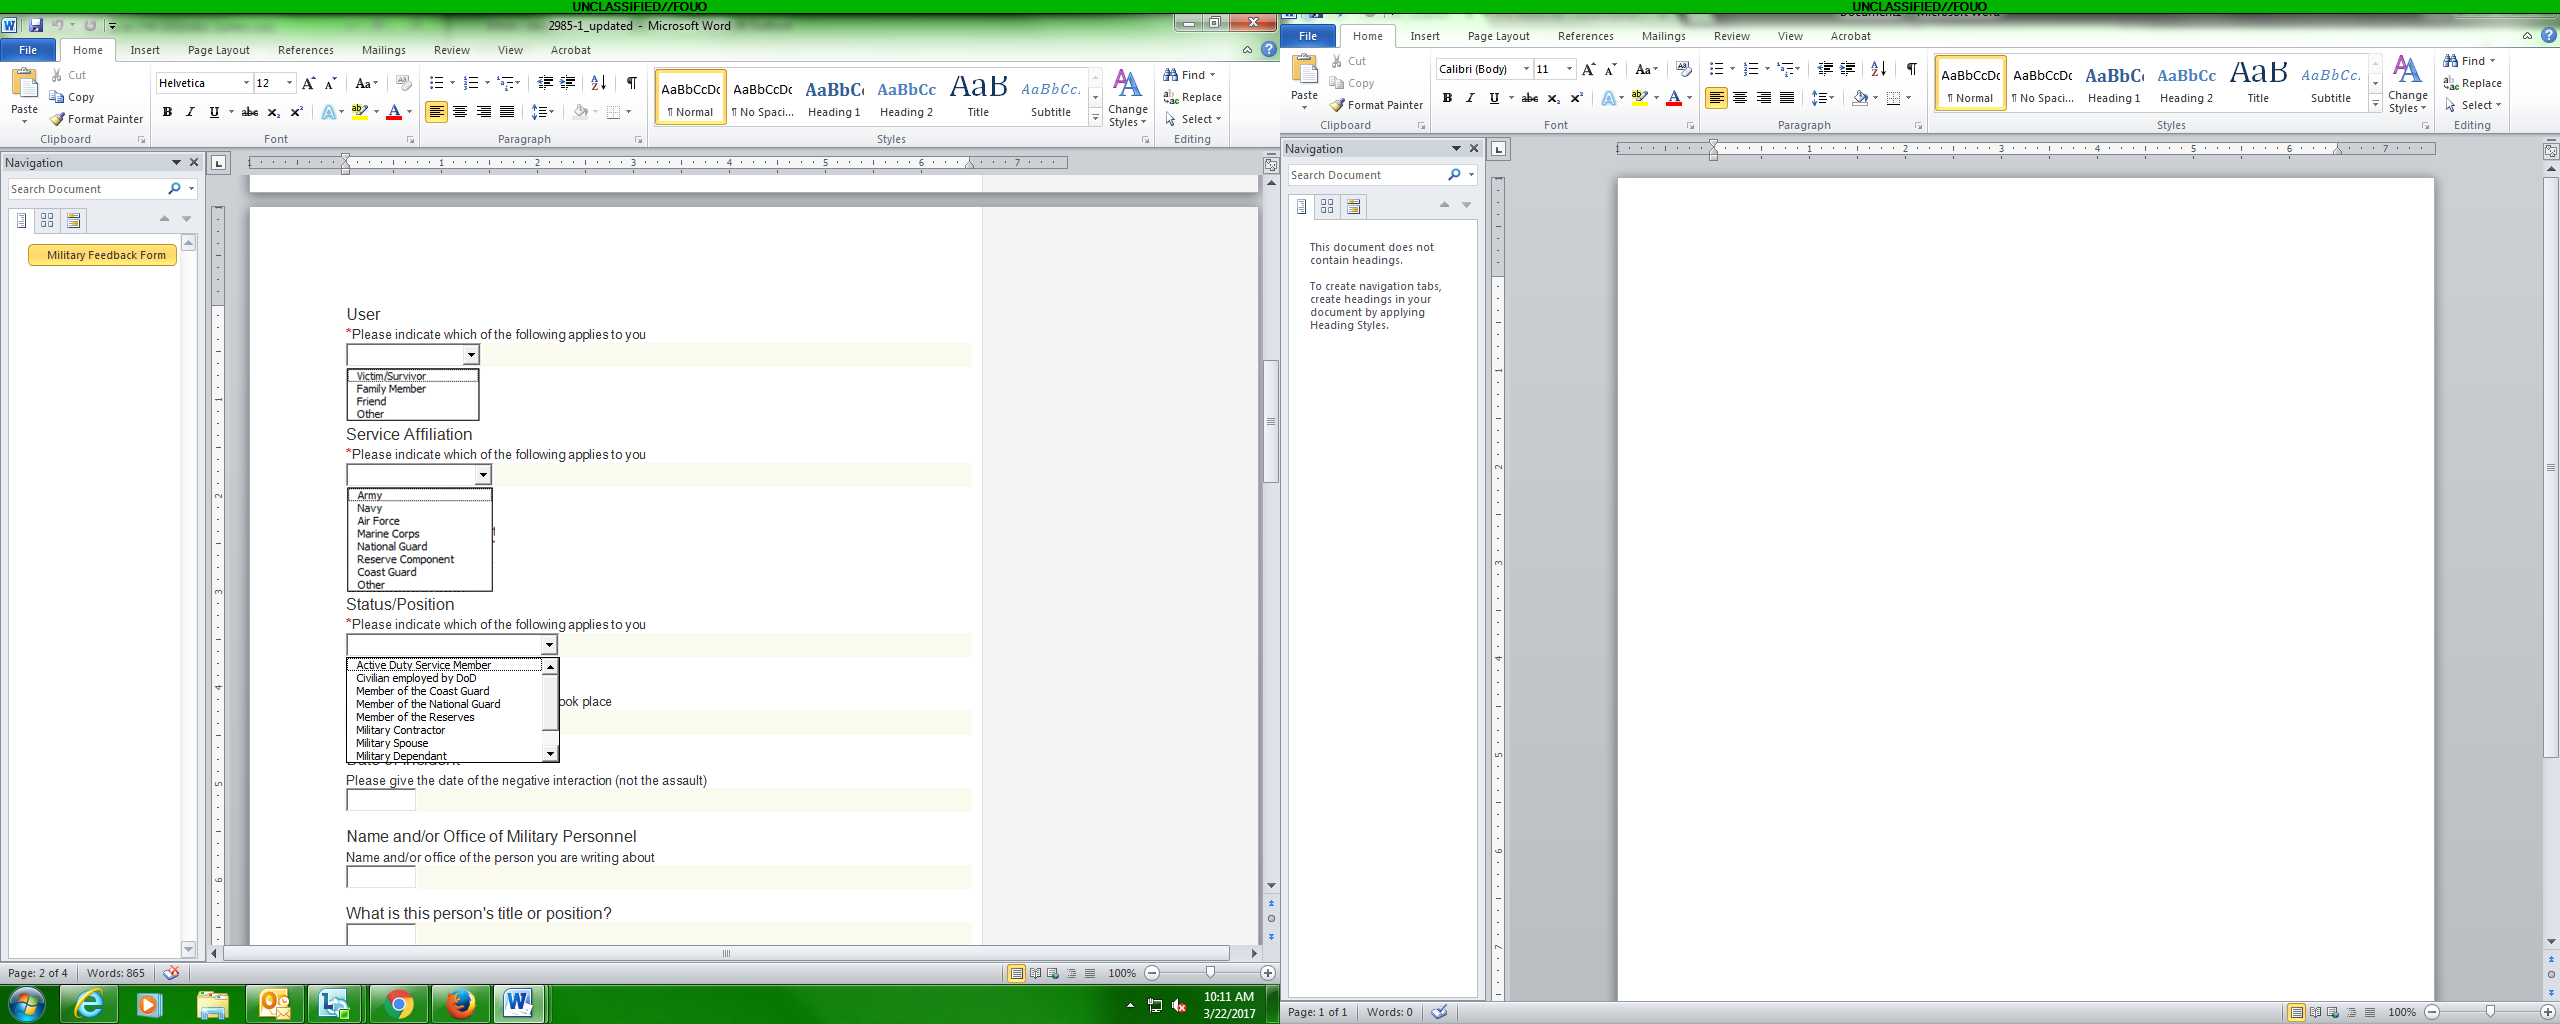 UNCLASSIFIED//FOUO
2985-1_updated - Microsoft Word
File Home Insert Page Layout References Mailings Review View Acrobat
Paste
Cut
Copy
Format Painter
Clipboard
Helvetica 12
Font
Paragraph
AaBbCcDc AaBbCcDc AaBbCc AaBbCc AaB AaBbCc.
¶ Normal ¶ No Spaci... Heading 1 Heading 2 Title Subtitle
Styles
Change Styles
Find
Replace
Select
Editing
Navigation
Search Document
Military Feedback Form
User
*Please indicate which of the following applies to you
Victim/Survivor
Family Member
Friend
Other
Service Affiliation
*Please indicate which of the following applies to you
Army
Navy
Air Force
Marine Corps
National Guard
Reserve Component
Coast Guard
Other
Status/Position
*Please indicate which of the following applies to you
Active Duty Service Member
Civilian employed by DoD
Member of the Coast Guard
Member of the National Guard
Member of the Reserves
Military Contractor
Military Spouse
Military Dependant
ook place
Please give the date of the negative interaction (not the assault)
Name and/or Office of Military Personnel
Name and/or office of the person you are writing about
What is this person's title or position?
Page: 2 of 4 Words: 865 100%
10:11 AM
3/22/2017
UNCLASSIFIED//FOUO
File Home Insert Page Layout References Mailings Review View Acrobat
Paste
Cut
Copy
Format Painter
Clipboard
Calibri (Body) 11
Font
Paragraph
AaBbCcDc AaBbCcDc AaBbCc AaBbCc AaB AaBbCc.
¶ Normal ¶ No Spaci... Heading 1 Heading 2 Title Subtitle
Styles
Change Styles
Find
Replace
Select
Editing
Navigation
Search Document
This document does not
contain headings.
To create navigation tabs,
create headings in your
document by applying
Heading Styles.
Page: 1 of 1 Words: 0 100%